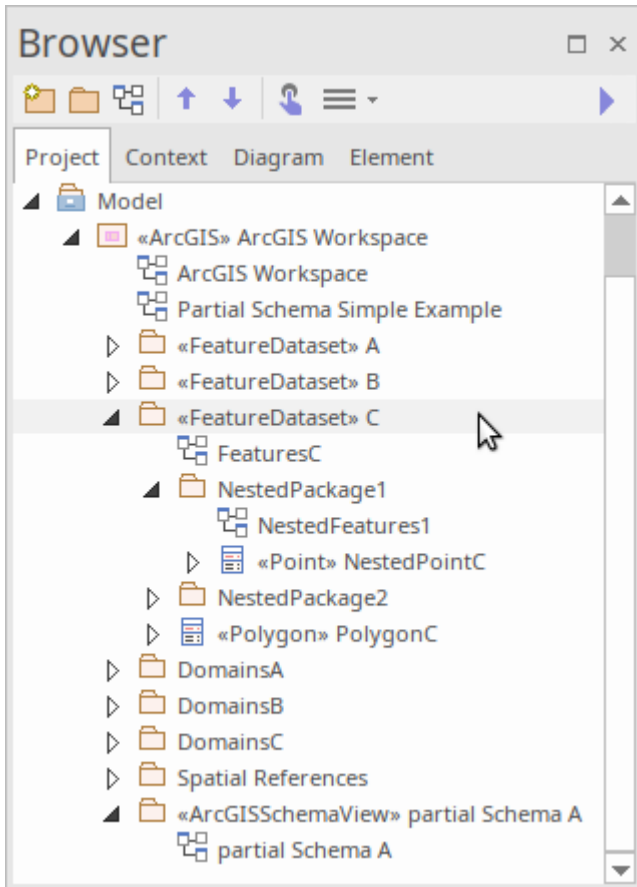 Browser
Project Context Diagram Element
Model
«ArcGIS» ArcGIS Workspace
ArcGIS Workspace
Partial Schema Simple Example
«FeatureDataset» A
«FeatureDataset» B
«FeatureDataset» C
FeaturesC
NestedPackage1
NestedFeatures1
«Point» NestedPointC
NestedPackage2
«Polygon» PolygonC
DomainsA
DomainsB
DomainsC
Spatial References
«ArcGISSchemaView» partial Schema A
partial Schema A